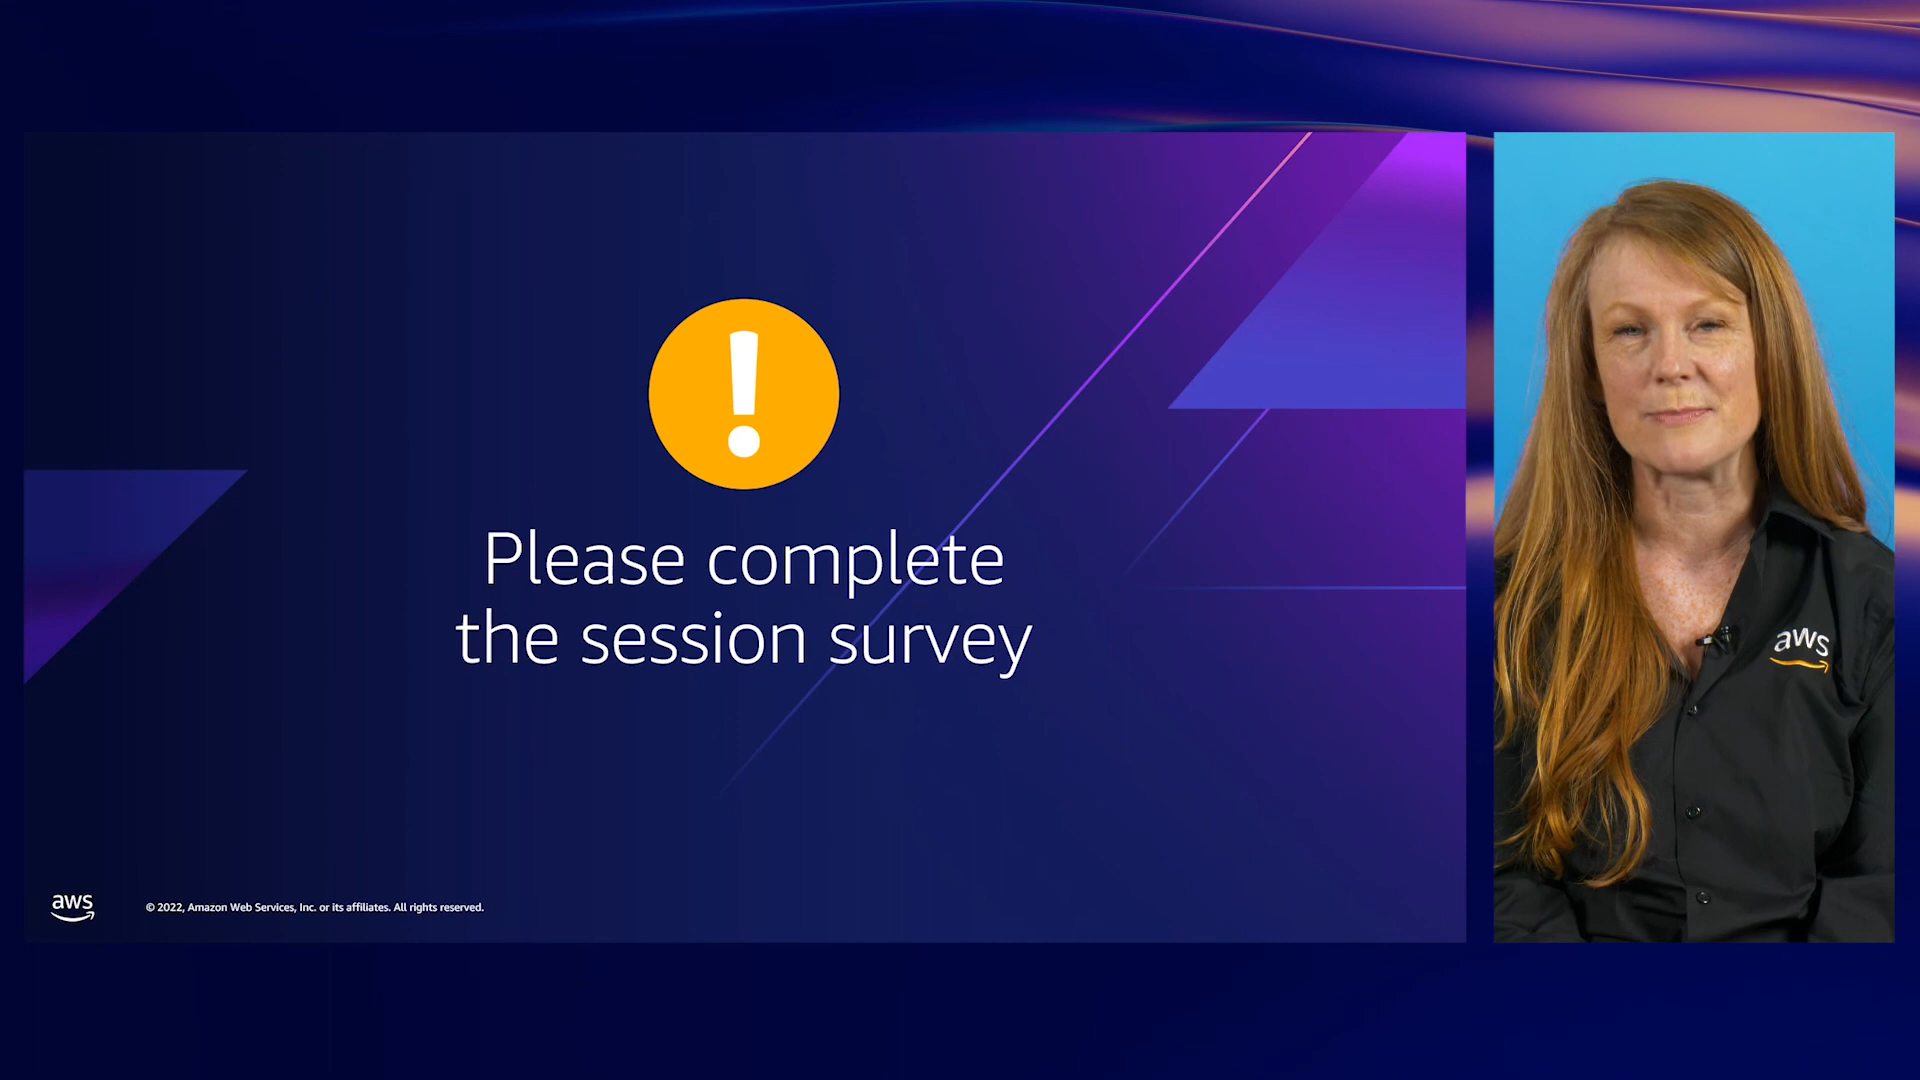 !
Please complete
the session survey
aws
aws
© 2022, Amazon Web Services, Inc. or its affiliates. All rights reserved.